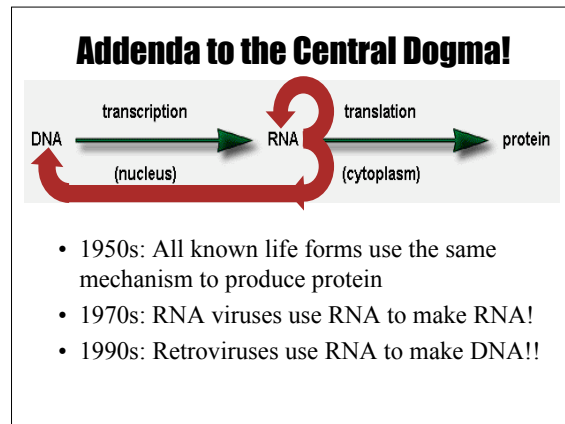 Addenda to the Central Dogma!
transcription translation
DNA RNA protein
(nucleus) (cytoplasm)
• 1950s: All known life forms use the same
mechanism to produce protein
• 1970s: RNA viruses use RNA to make RNA!
• 1990s: Retroviruses use RNA to make DNA!!